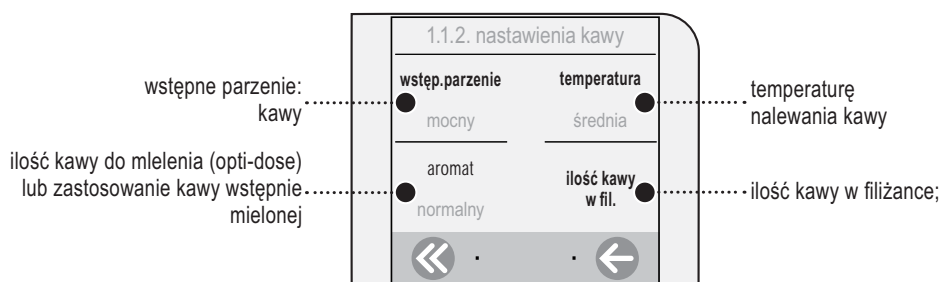 1.1.2. nastawienia kawy
wstępne parzenie:
kawy
wstęp.parzenie
mocny
temperatura
średnia
temperaturę
nalewania kawy
ilość kawy do mlelenia (opti-dose)
lub zastosowanie kawy wstępnie
mielonej
aromat
normalny
ilość kawy
w fil.
ilość kawy w filiżance;